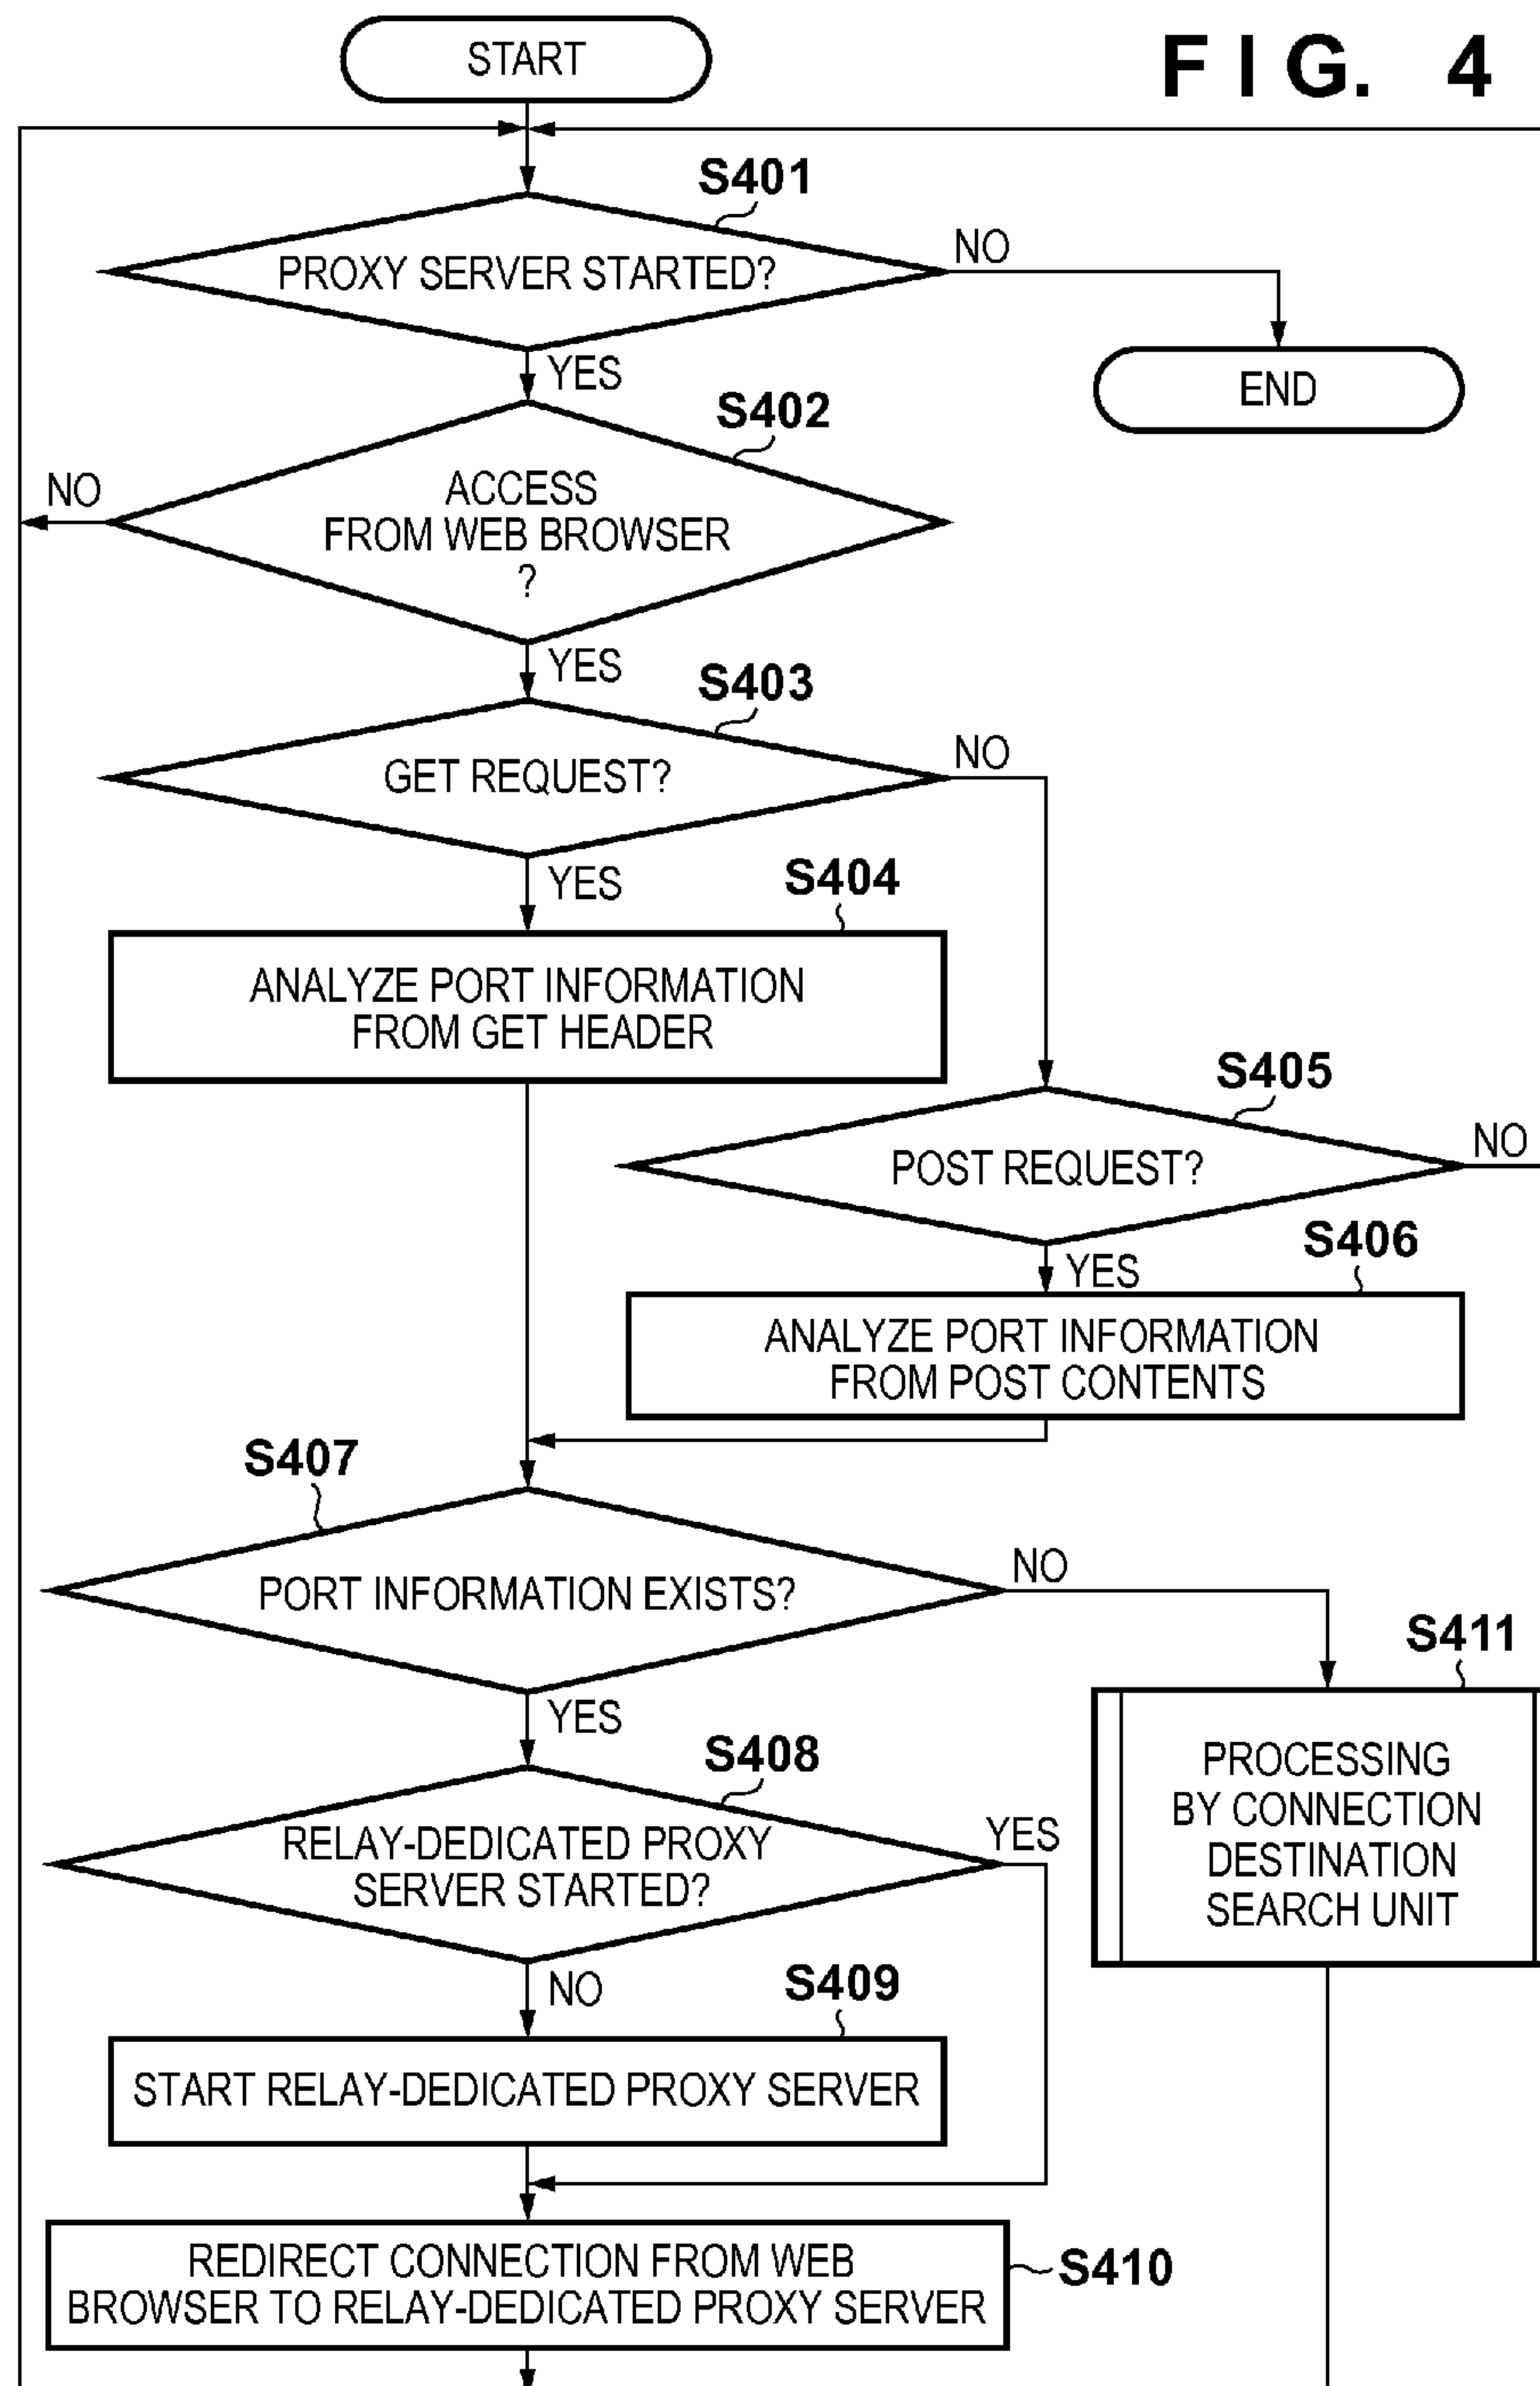 FIG. 4
START
S401
PROXY SERVER STARTED?
NO
YES
END
S402
ACCESS
FROM WEB BROWSER
?
NO
YES
S403
GET REQUEST?
NO
YES
S404
ANALYZE PORT INFORMATION
FROM GET HEADER
S405
POST REQUEST?
NO
YES
S406
ANALYZE PORT INFORMATION
FROM POST CONTENTS
S407
PORT INFORMATION EXISTS?
NO
YES
S411
PROCESSING
BY CONNECTION
DESTINATION
SEARCH UNIT
S408
RELAY-DEDICATED PROXY
SERVER STARTED?
YES
NO
S409
START RELAY-DEDICATED PROXY SERVER
REDIRECT CONNECTION FROM WEB
BROWSER TO RELAY-DEDICATED PROXY SERVER
S410